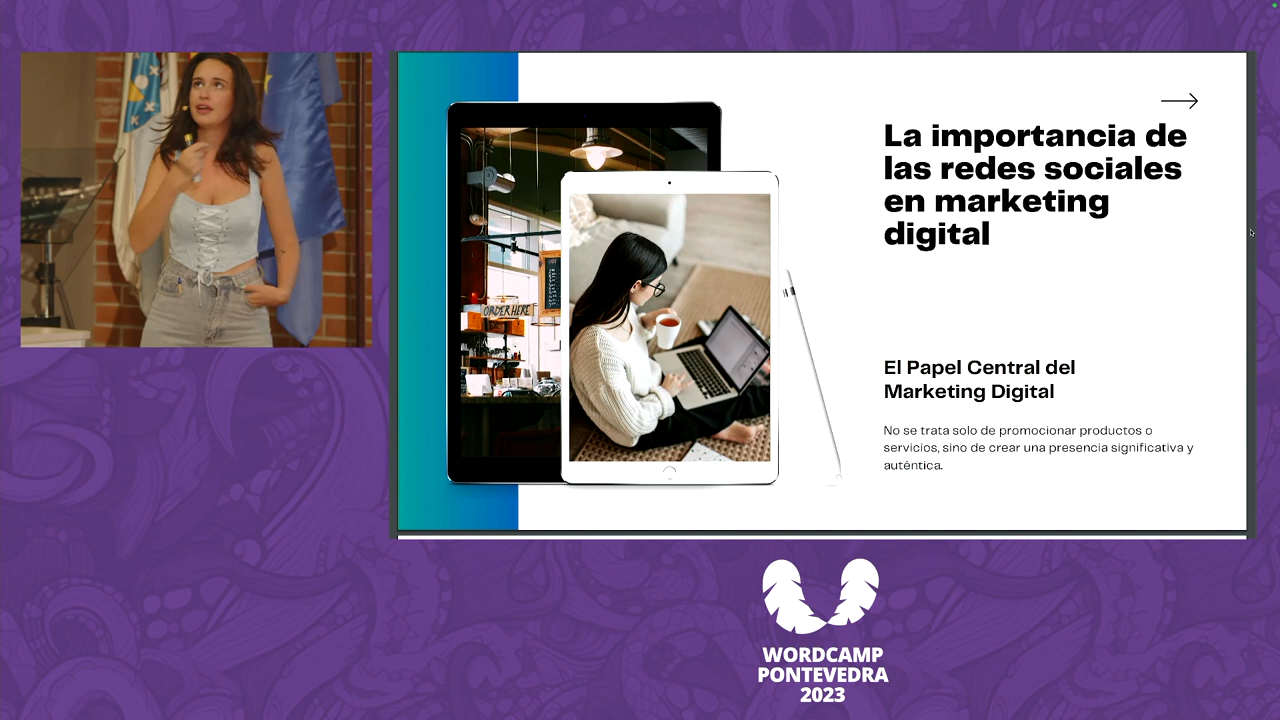 La importancia de
las redes sociales
en marketing
digital
ORDER HERE
El Papel Central del
Marketing Digital
No se trata solo de promocionar productos o
servicios, sino de crear una presencia significativa y
auténtica.
WORDCAMP
PONTEVEDRA
2023